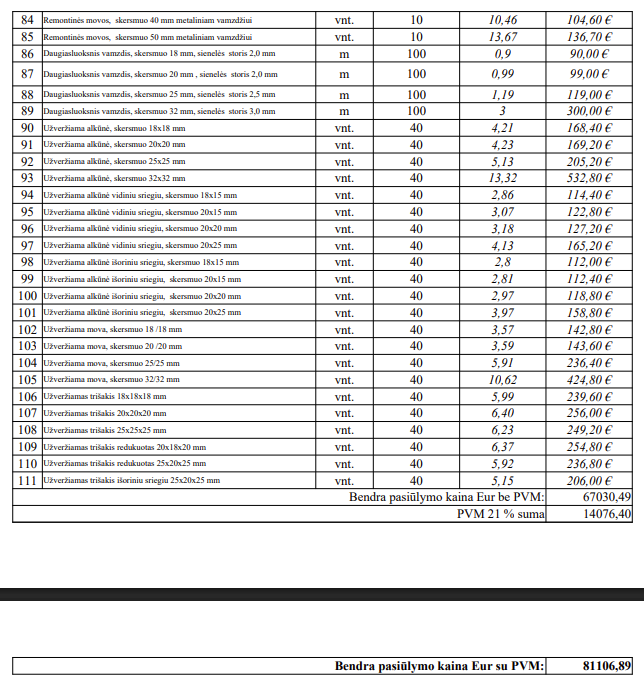 84 Remontinės movos, skersmuo 40 mm metaliniam vamzdžiui vnt. 10 10,46 104,60 €
85 Remontinės movos, skersmuo 50 mm metaliniam vamzdžiui vnt. 10 13,67 136,70 €
86 Daugiasluoksnis vamzdis, skersmuo 18 mm, sienelės storis 2,0 mm m 100 0,9 90,00 €
87 Daugiasluoksnis vamzdis, skersmuo 20 mm , sienelės storis 2,0 mm m 100 0,99 99,00 €
88 Daugiasluoksnis vamzdis, skersmuo 25 mm, sienelės storis 2,5 mm m 100 1,19 119,00 €
89 Daugiasluoksnis vamzdis, skersmuo 32 mm, sienelės storis 3,0 mm m 100 3 300,00 €
90 Užveržiama alkūnė, skersmuo 18x18 mm vnt. 40 4,21 168,40 €
91 Užveržiama alkūnė, skersmuo 20x20 mm vnt. 40 4,23 169,20 €
92 Užveržiama alkūnė, skersmuo 25x25 mm vnt. 40 5,13 205,20 €
93 Užveržiama alkūnė, skersmuo 32x32 mm vnt. 40 13,32 532,80 €
94 Užveržiama alkūnė vidiniu sriegiu, skersmuo 18x15 mm vnt. 40 2,86 114,40 €
95 Užveržiama alkūnė vidiniu sriegiu, skersmuo 20x15 mm vnt. 40 3,07 122,80 €
96 Užveržiama alkūnė vidiniu sriegiu, skersmuo 20x20 mm vnt. 40 3,18 127,20 €
97 Užveržiama alkūnė vidiniu sriegiu, skersmuo 20x25 mm vnt. 40 4,13 165,20 €
98 Užveržiama alkūnė išoriniu sriegiu, skersmuo 18x15 mm vnt. 40 2,8 112,00 €
99 Užveržiama alkūnė išoriniu sriegiu, skersmuo 20x15 mm vnt. 40 2,81 112,40 €
100 Užveržiama alkūnė išoriniu sriegiu, skersmuo 20x20 mm vnt. 40 2,97 118,80 €
101 Užveržiama alkūnė išoriniu sriegiu, skersmuo 20x25 mm vnt. 40 3,97 158,80 €
102 Užveržiama mova, skersmuo 18 /18 mm vnt. 40 3,57 142,80 €
103 Užveržiama mova, skersmuo 20 /20 mm vnt. 40 3,59 143,60 €
104 Užveržiama mova, skersmuo 25/25 mm vnt. 40 5,91 236,40 €
105 Užveržiama mova, skersmuo 32/32 mm vnt. 40 10,62 424,80 €
106 Užveržiamas trišakis 18x18x18 mm vnt. 40 5,99 239,60 €
107 Užveržiamas trišakis 20x20x20 mm vnt. 40 6,40 256,00 €
108 Užveržiamas trišakis 25x25x25 mm vnt. 40 6,23 249,20 €
109 Užveržiamas trišakis redukuotas 20x18x20 mm vnt. 40 6,37 254,80 €
110 Užveržiamas trišakis redukuotas 25x20x25 mm vnt. 40 5,92 236,80 €
111 Užveržiamas trišakis išoriniu sriegiu 25x20x25 mm vnt. 40 5,15 206,00 €
Bendra pasiūlymo kaina Eur be PVM: 67030,49
PVM 21 % suma 14076,40
Bendra pasiūlymo kaina Eur su PVM: 81106,89